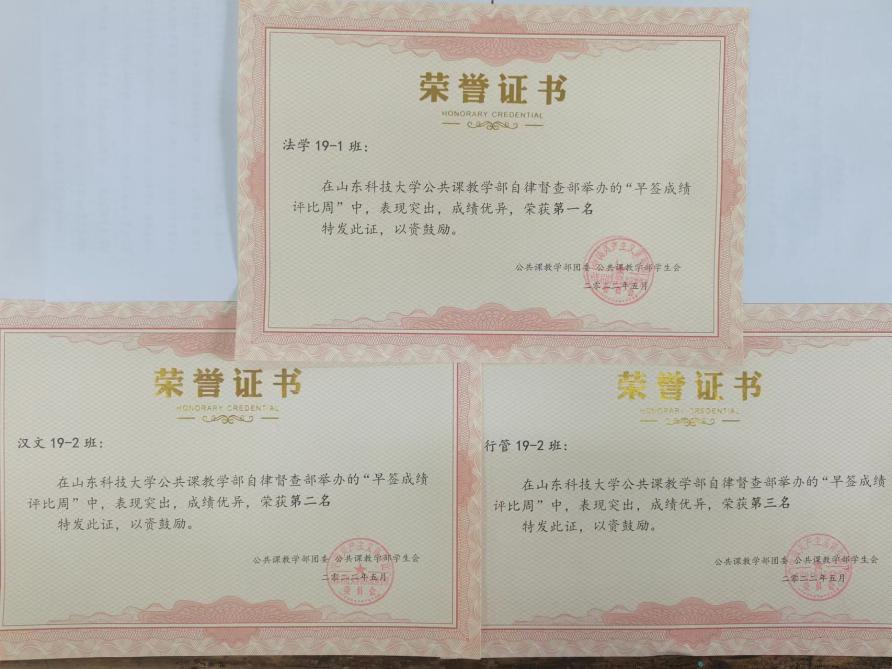 荣誉证书
HONORARY CREDENTIAL
法学19-1班：
在山东科技大学公共课教学部自律督查部举办的“早签成绩
评比周”中，表现突出，成绩优异，荣获第一名
特发此证，以资鼓励。
公共课教学部团委 公共课教学部学生会
二零二二年五月
荣誉证书
HONORARY CREDENTIAL
汉文19-2班：
在山东科技大学公共课教学部自律督查部举办的“早签成绩
评比周”中，表现突出，成绩优异，荣获第二名
特发此证，以资鼓励。
公共课教学部团委 公共课教学部学生会
二〇二二年五月
委员会
荣誉证书
HONORARY CREDENTIAL
行管19-2班：
在山东科技大学公共课教学部自律督查部举办的“早签成绩
评比周”中，表现突出，成绩优异，荣获第三名
特发此证，以资鼓励。
公共课教学部团委 公共课教学部学生会
二〇二二年五月